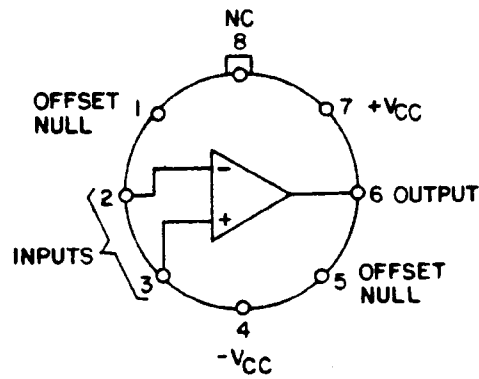 NC
8
OFFSET
NULL
1
7 +VCC
2
-
6 OUTPUT
+
INPUTS
3
5 OFFSET
NULL
4
-VCC